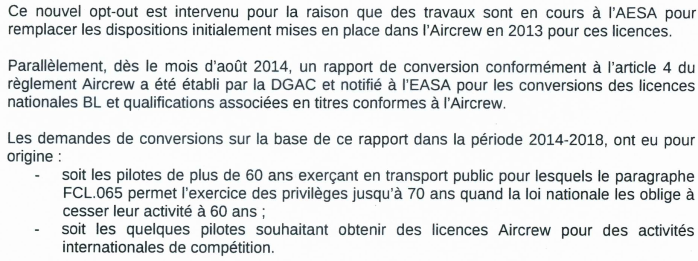 Ce nouvel opt-out est intervenu pour la raison que des travaux sont en cours à l'AESA pour
remplacer les dispositions initialement mises en place dans l'Aircrew en 2013 pour ces licences.
Parallèlement, dès le mois d'août 2014, un rapport de conversion conformément à l'article 4 du
règlement Aircrew a été établi par la DGAC et notifié à l'EASA pour les conversions des licences
nationales BL et qualifications associées en titres conformes à l'Aircrew.
Les demandes de conversions sur la base de ce rapport dans la période 2014-2018, ont eu pour
origine :
- soit les pilotes de plus de 60 ans exerçant en transport public pour lesquels le paragraphe
FCL.065 permet l'exercice des privilèges jusqu'à 70 ans quand la loi nationale les oblige à
cesser leur activité à 60 ans ;
- soit les quelques pilotes souhaitant obtenir des licences Aircrew pour des activités
internationales de compétition.